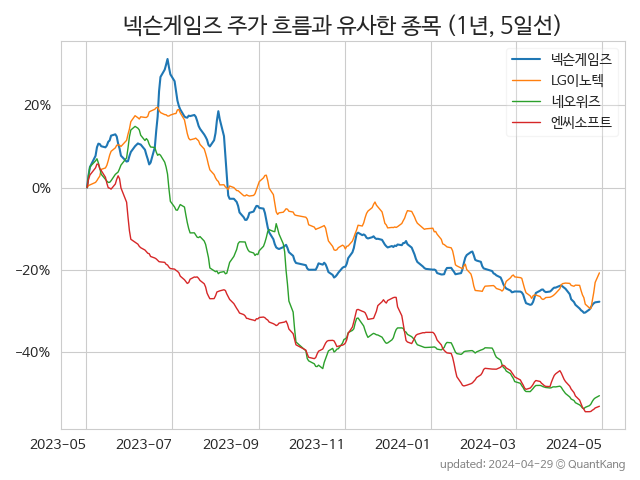 넥슨게임즈 주가 흐름과 유사한 종목 (1년, 5일선)
넥슨게임즈
LG이노텍
네오위즈
엔씨소프트
20%
0%
−20%
−40%
2023-05 2023-07 2023-09 2023-11 2024-01 2024-03 2024-05
updated: 2024-04-29 © QuantKang